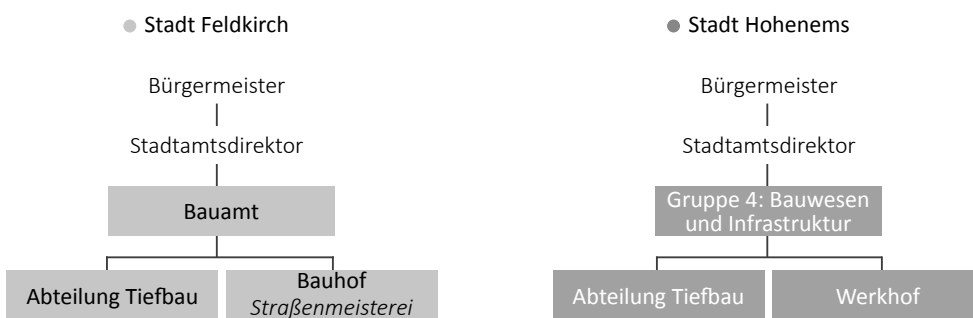 Stadt Feldkirch
Bürgermeister
Stadtamtsdirektor
Bauamt
Abteilung Tiefbau
Bauhof
Straßenmeisterei
Stadt Hohenems
Bürgermeister
Stadtamtsdirektor
Gruppe 4: Bauwesen
und Infrastruktur
Abteilung Tiefbau
Werkhof